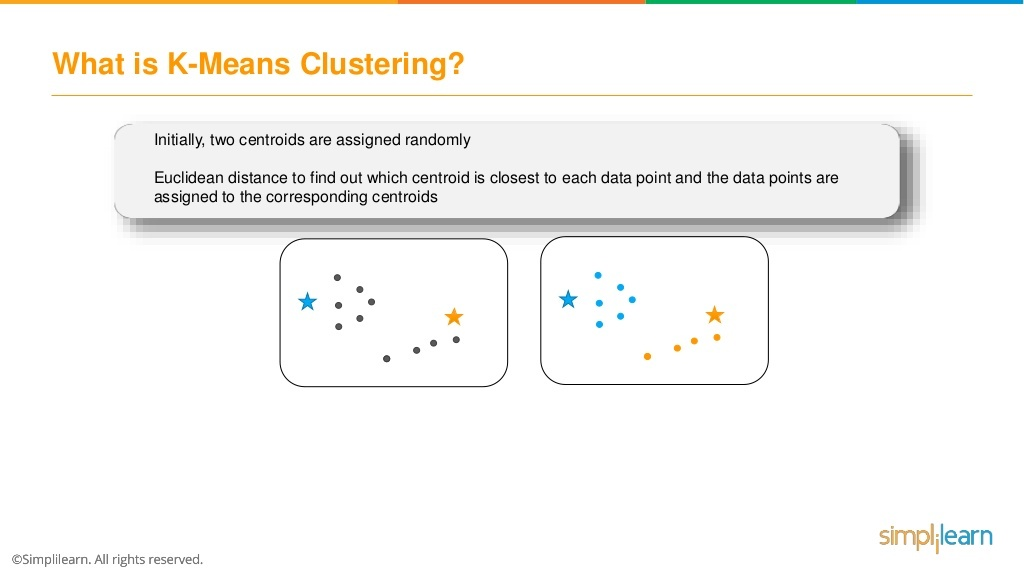 What is K-Means Clustering?
Initially, two centroids are assigned randomly
Euclidean distance to find out which centroid is closest to each data point and the data points are
assigned to the corresponding centroids
simplilearn
©Simplilearn. All rights reserved.